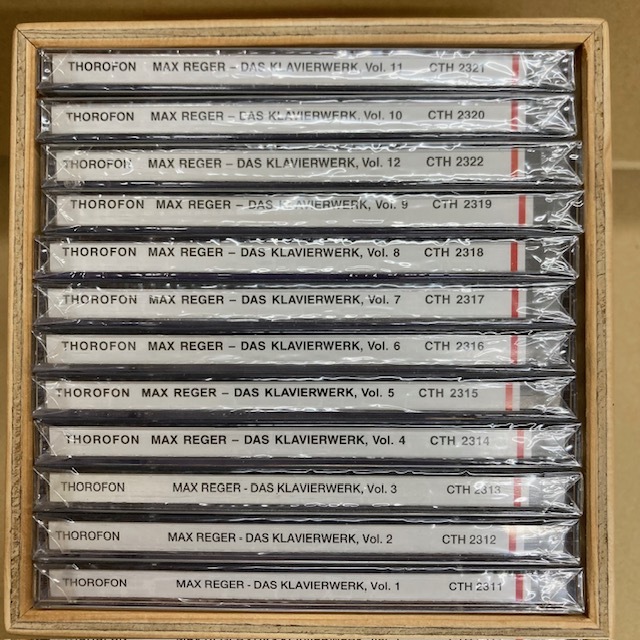 THOROFON MAX REGER – DAS KLAVIERWERK, Vol. 11 CTH 2321
THOROFON MAX REGER – DAS KLAVIERWERK, Vol. 10 CTH 2320
THOROFON MAX REGER – DAS KLAVIERWERK, Vol. 12 CTH 2322
THOROFON MAX REGER – DAS KLAVIERWERK, Vol. 9 CTH 2319
THOROFON MAX REGER – DAS KLAVIERWERK, Vol. 8 CTH 2318
THOROFON MAX REGER – DAS KLAVIERWERK, Vol. 7 CTH 2317
THOROFON MAX REGER – DAS KLAVIERWERK, Vol. 6 CTH 2316
THOROFON MAX REGER – DAS KLAVIERWERK, Vol. 5 CTH 2315
THOROFON MAX REGER – DAS KLAVIERWERK, Vol. 4 CTH 2314
THOROFON MAX REGER - DAS KLAVIERWERK, Vol. 3 CTH 2313
THOROFON MAX REGER - DAS KLAVIERWERK, Vol. 2 CTH 2312
THOROFON MAX REGER - DAS KLAVIERWERK, Vol. 1 CTH 2311